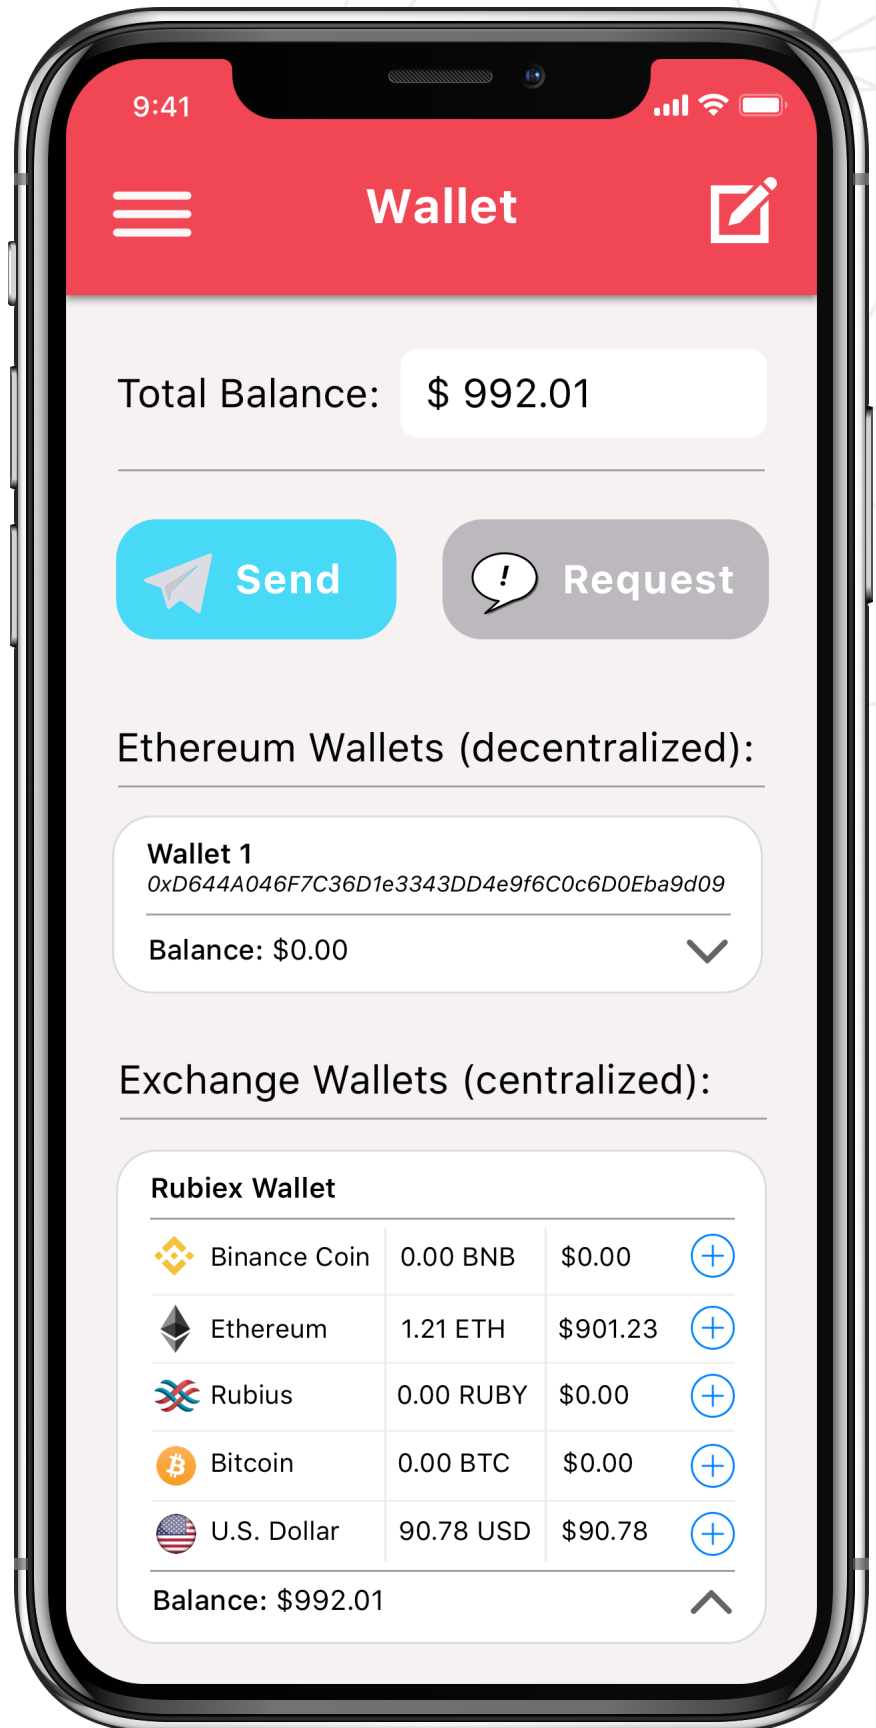 9:41
Wallet
Total Balance: $ 992.01
Send
! Request
Ethereum Wallets (decentralized):
Wallet 1
0xD644A046F7C36D1e3343DD4e9f6C0c6D0Eba9d09
Balance: $0.00
Exchange Wallets (centralized):
Rubiex Wallet
Binance Coin 0.00 BNB $0.00
Ethereum 1.21 ETH $901.23
Rubius 0.00 RUBY $0.00
Bitcoin 0.00 BTC $0.00
U.S. Dollar 90.78 USD $90.78
Balance: $992.01